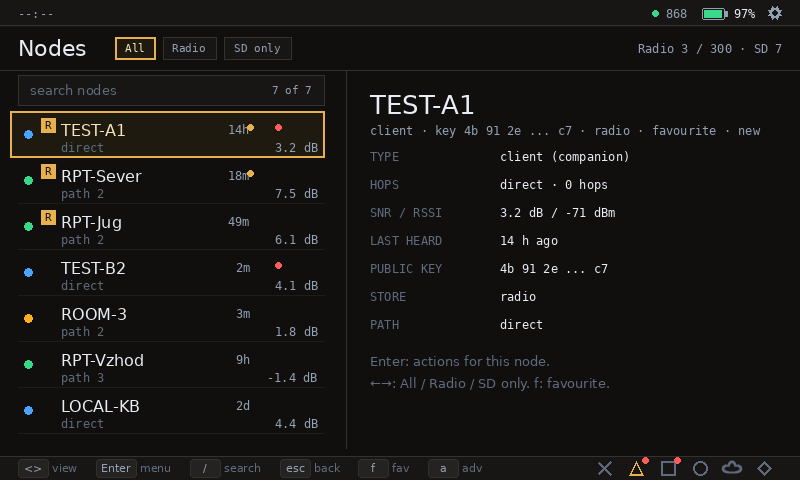 --:-- 868 97%
Nodes All Radio SD only Radio 3 / 300 · SD 7
search nodes 7 of 7
R TEST-A1 14h
direct 3.2 dB
R RPT-Sever 18m
path 2 7.5 dB
R RPT-Jug 49m
path 2 6.1 dB
TEST-B2 2m
direct 4.1 dB
ROOM-3 3m
path 2 1.8 dB
RPT-Vzhod 9h
path 3 -1.4 dB
LOCAL-KB 2d
direct 4.4 dB
TEST-A1
client · key 4b 91 2e ... c7 · radio · favourite · new
TYPE client (companion)
HOPS direct · 0 hops
SNR / RSSI 3.2 dB / -71 dBm
LAST HEARD 14 h ago
PUBLIC KEY 4b 91 2e ... c7
STORE radio
PATH direct
Enter: actions for this node.
←→: All / Radio / SD only. f: favourite.
<> view Enter menu / search esc back f fav a adv